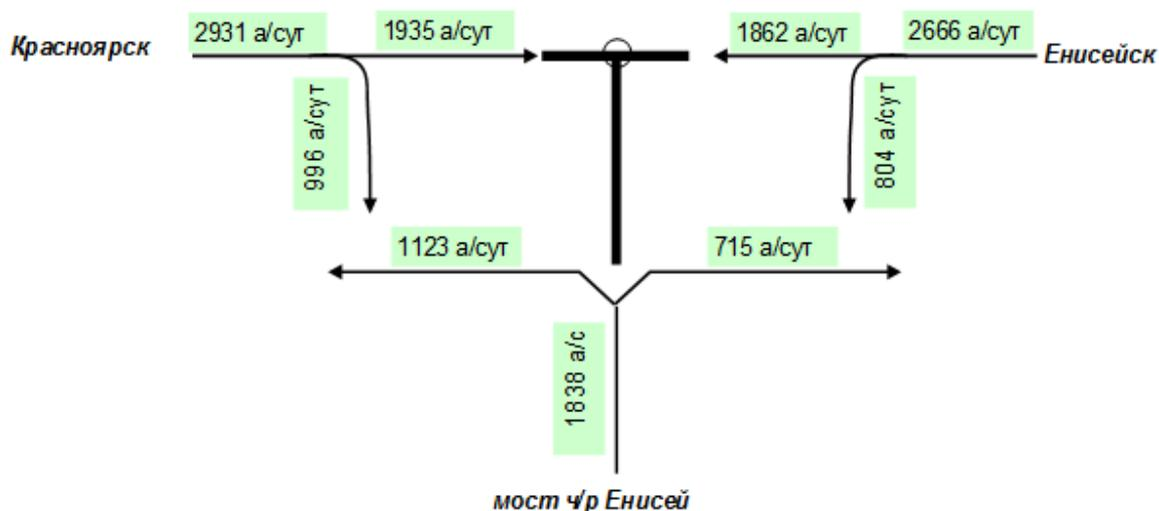 2931 а/сут
1935 а/сут
1862 а/сут
2666 а/сут
Красноярск
Енисейск
996 а/сут
804 а/сут
1123 а/сут
715 а/сут
1838 а/с
мост ч/р Енисей